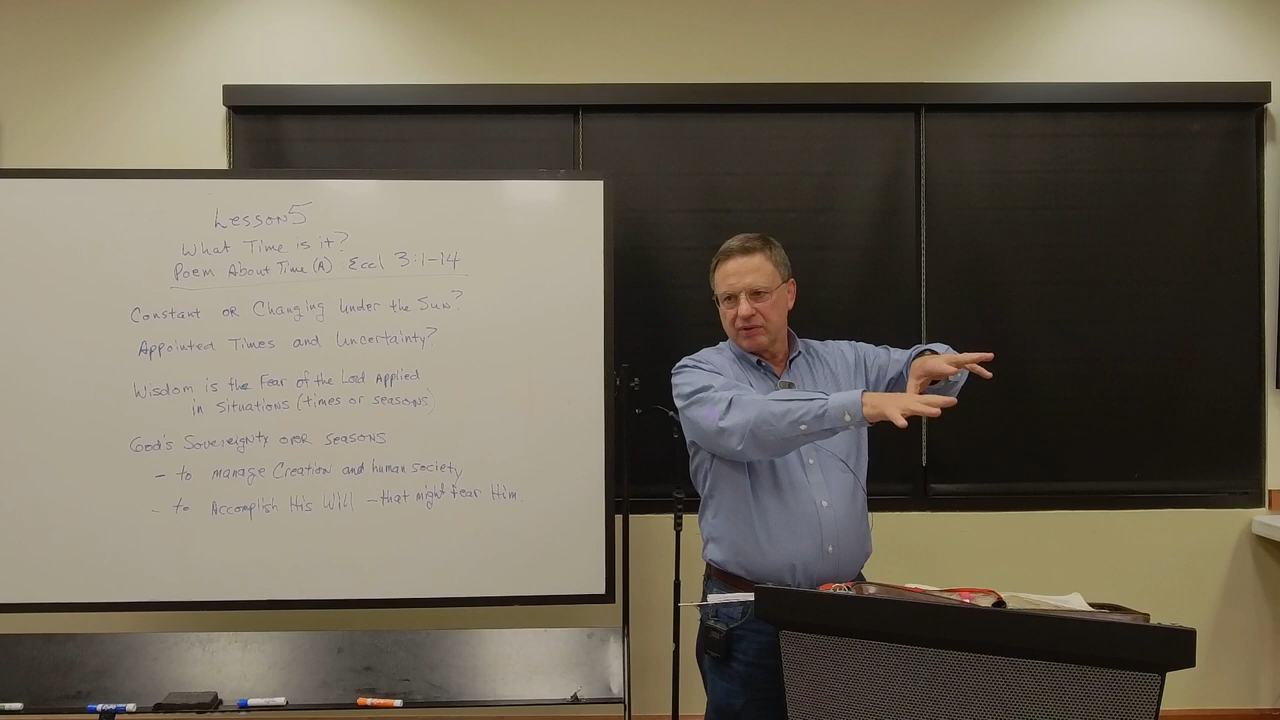 Lesson 5
What Time is it?
Poem About Time (A) : Eccl 3:1-14
Constant or Changing under the Sun?
Appointed Times and Uncertainty?
Wisdom is the Fear of the Lord Applied
in Situations (times or seasons)
God's Sovereignty over seasons
- to manage Creation and human society
- to Accomplish His Will - that might fear Him.